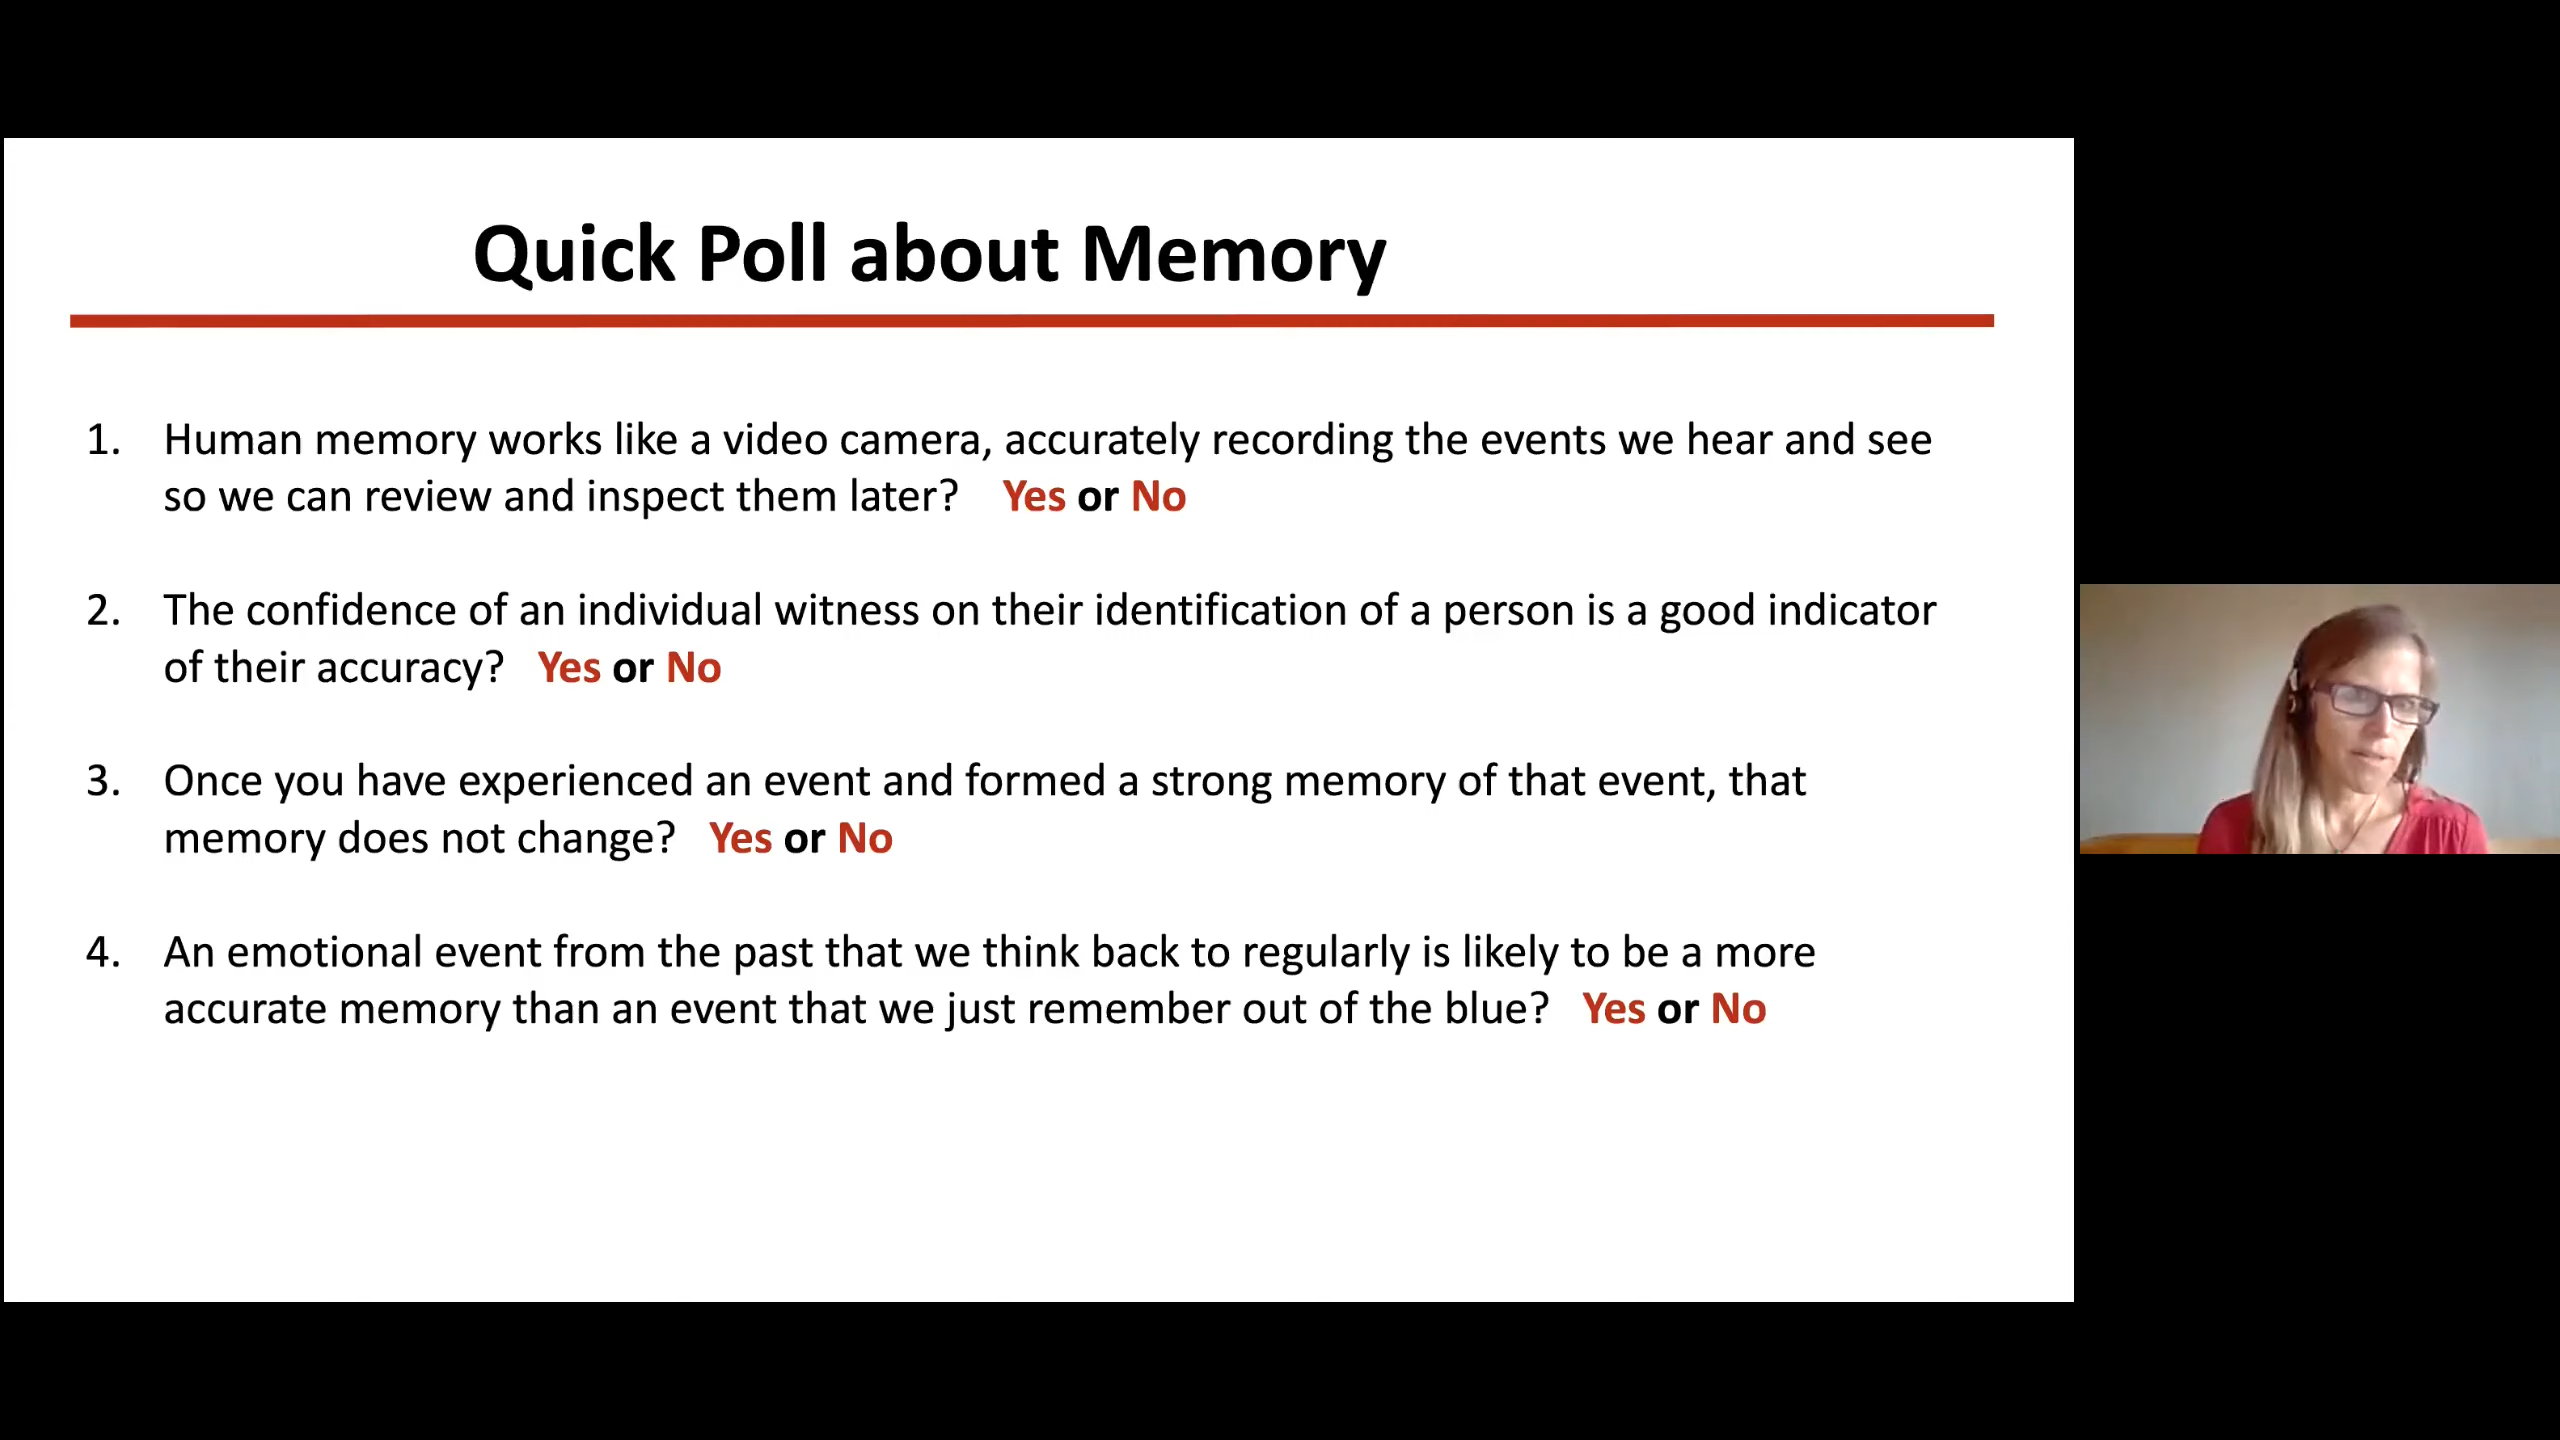 Quick Poll about Memory
1. Human memory works like a video camera, accurately recording the events we hear and see
so we can review and inspect them later? Yes or No
2. The confidence of an individual witness on their identification of a person is a good indicator
of their accuracy? Yes or No
3. Once you have experienced an event and formed a strong memory of that event, that
memory does not change? Yes or No
4. An emotional event from the past that we think back to regularly is likely to be a more
accurate memory than an event that we just remember out of the blue? Yes or No